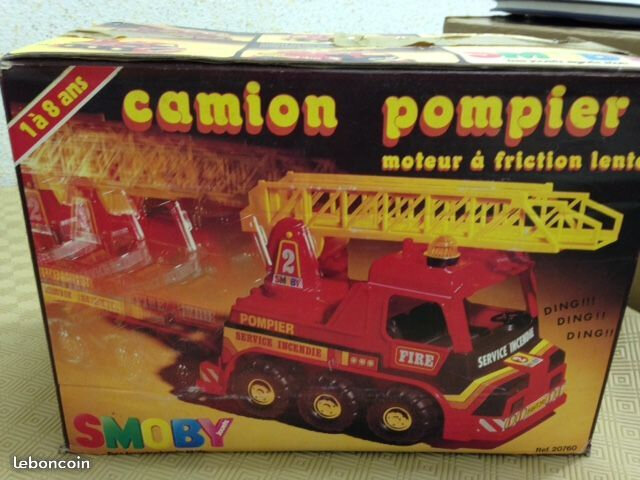 1 à 8 ans
camion pompier
moteur à friction lente
2
SMOBY
POMPIER
SERVICE INCENDIE
FIRE
SERVICE INCENDIE
DING!!!
DING!!
DING!!
SMOBY
Ref. 20760
leboncoin